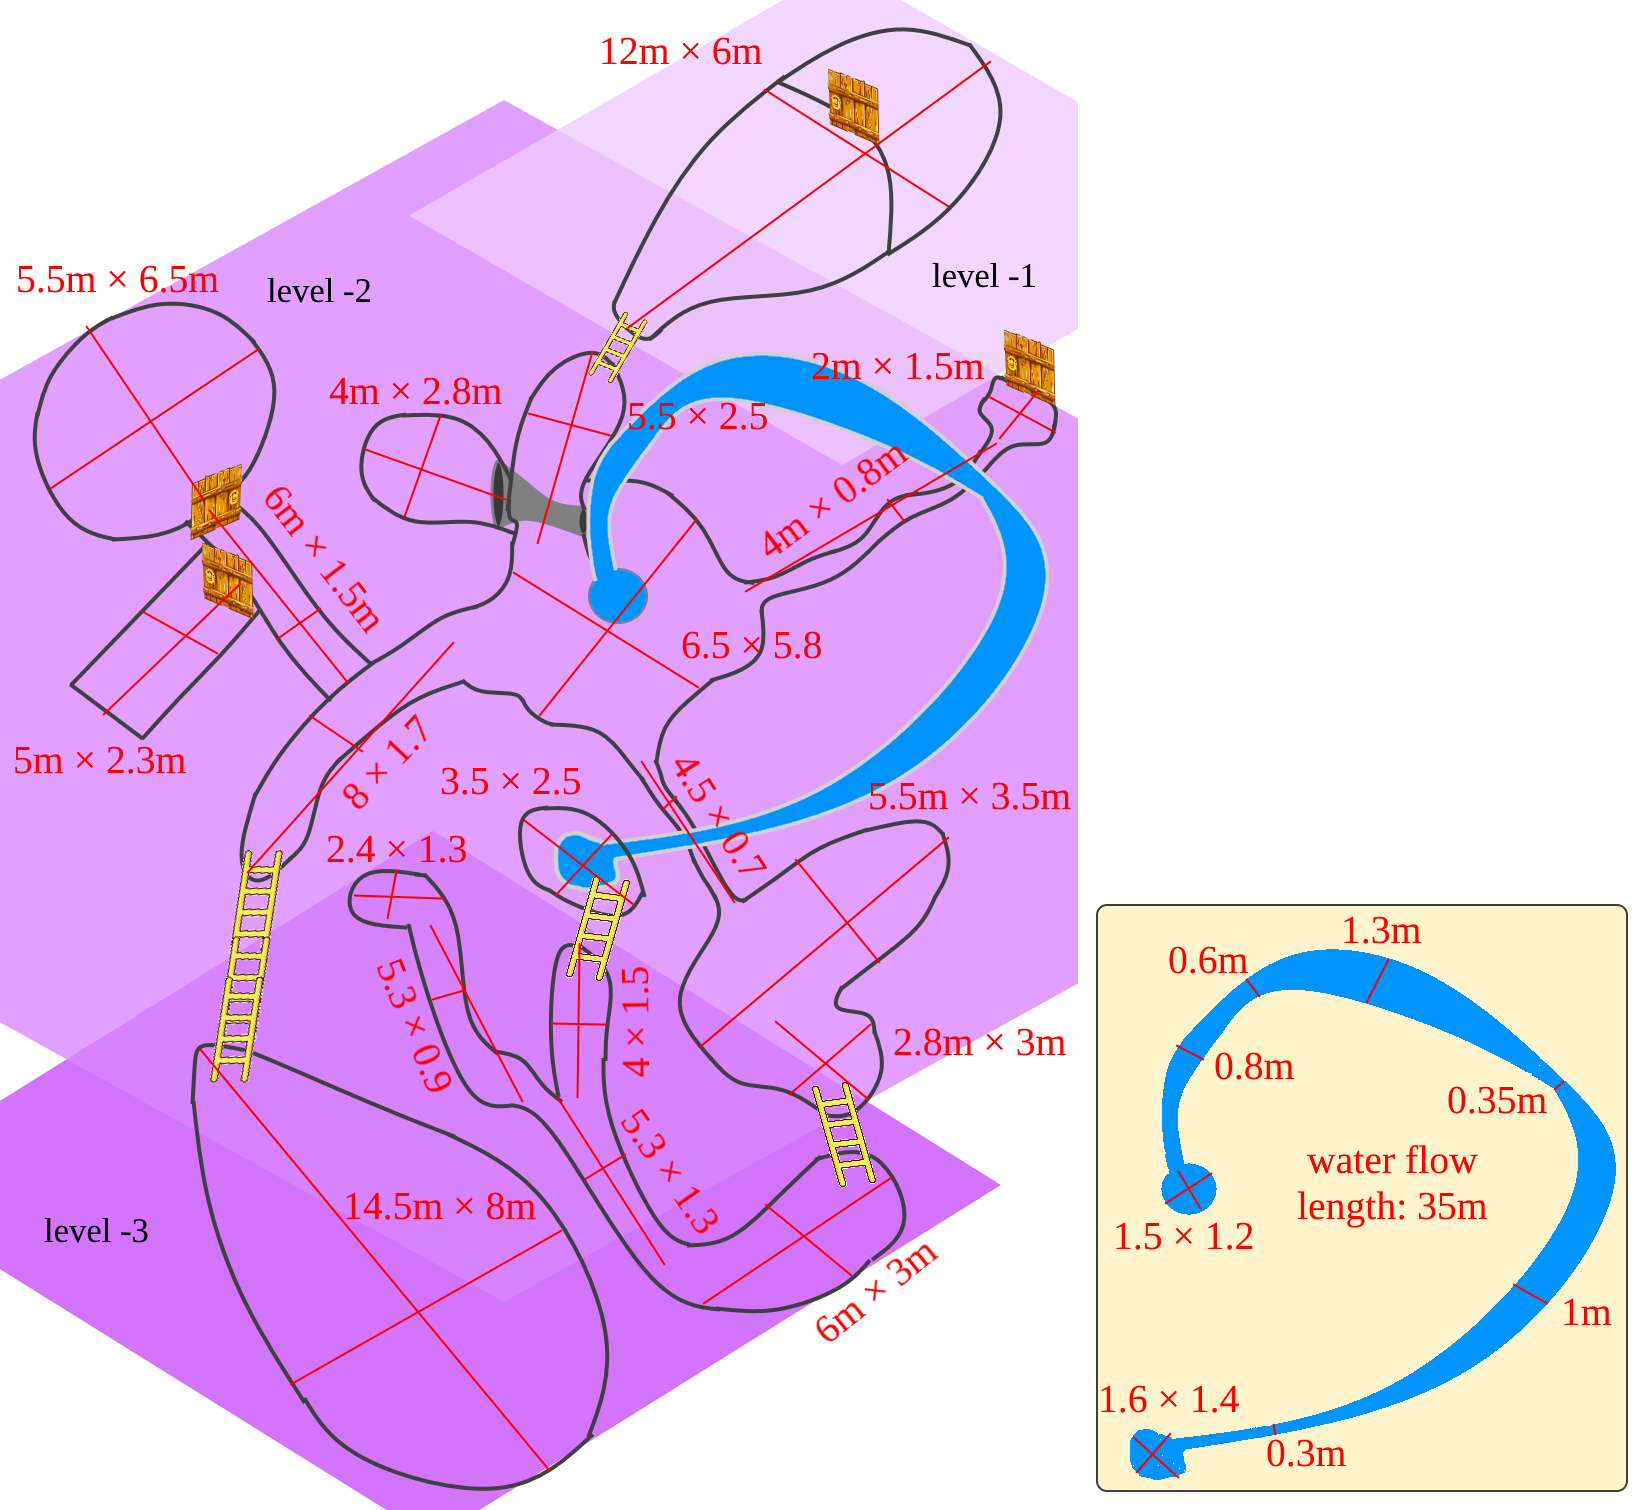 12m × 6m
level -1
5.5m × 6.5m
level -2
2m × 1.5m
4m × 2.8m
5.5 × 2.5
4m × 0.8m
6m × 1.5m
6.5 × 5.8
5m × 2.3m
8 × 1.7
3.5 × 2.5
4.5 × 0.7
5.5m × 3.5m
2.4 × 1.3
5.3 × 0.9
4 × 1.5
2.8m × 3m
5.3 × 1.3
14.5m × 8m
level -3
6m × 3m
1.3m
0.6m
0.8m
0.35m
water flow
length: 35m
1.5 × 1.2
1m
1.6 × 1.4
0.3m